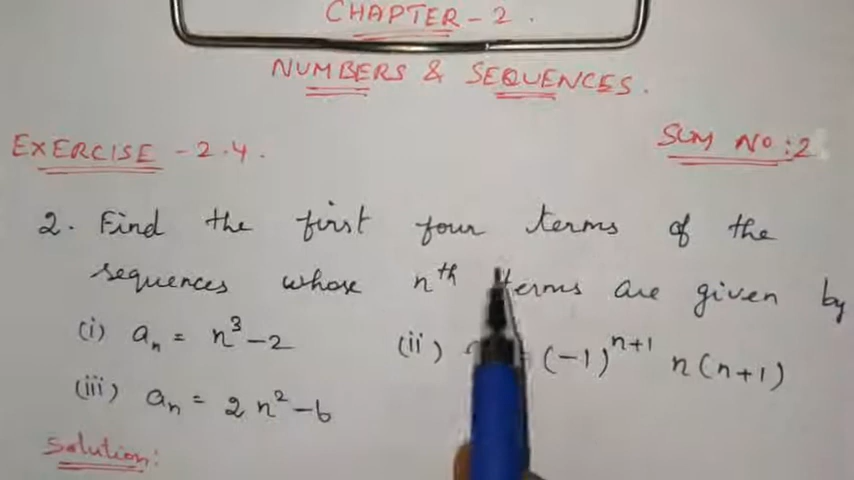 CHAPTER - 2.
NUMBERS & SEQUENCES.
EXERCISE - 2.4.
SUM NO:2
2. Find the first four terms of the
sequences whose nᵗʰ terms are given by
(i) aₙ = n³ - 2 (ii) (-1)ⁿ⁺¹ n(n+1)
(iii) aₙ = 2n² - 6
Solution: